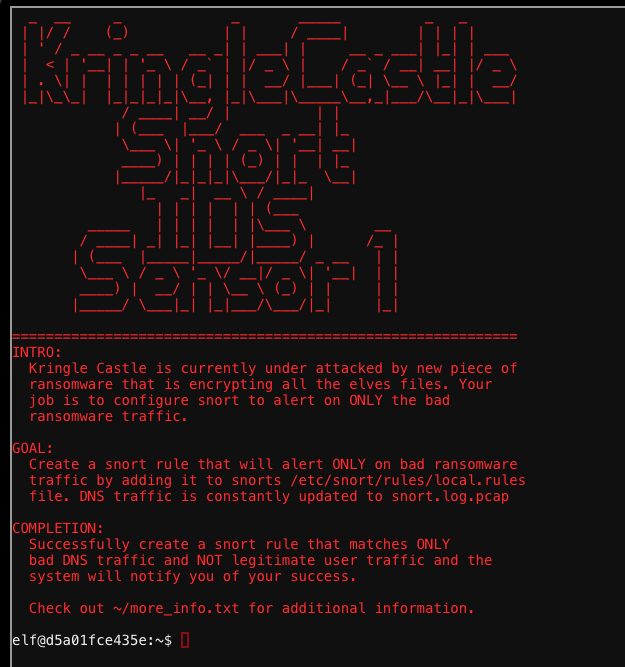 KringleCastle
Snort
IDS
Sensor1
============================================================
INTRO:
Kringle Castle is currently under attacked by new piece of
ransomware that is encrypting all the elves files. Your
job is to configure snort to alert on ONLY the bad
ransomware traffic.
GOAL:
Create a snort rule that will alert ONLY on bad ransomware
traffic by adding it to snorts /etc/snort/rules/local.rules
file. DNS traffic is constantly updated to snort.log.pcap
COMPLETION:
Successfully create a snort rule that matches ONLY
bad DNS traffic and NOT legitimate user traffic and the
system will notify you of your success.
Check out ~/more_info.txt for additional information.
elf@d5a01fce435e:~$